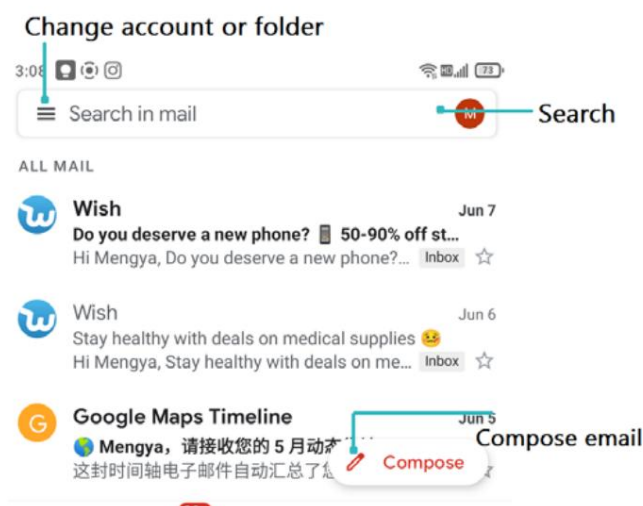 Change account or folder
3:08
HD 73
Search in mail
M
Search
ALL MAIL
Wish Jun 7
Do you deserve a new phone? 📱 50-90% off st...
Hi Mengya, Do you deserve a new phone?... Inbox
Wish Jun 6
Stay healthy with deals on medical supplies 🤒
Hi Mengya, Stay healthy with deals on me... Inbox
G
Google Maps Timeline Jun 5
🌎 Mengya，请接收您的 5 月动态
Compose email
这封时间轴电子邮件自动汇总了
Compose